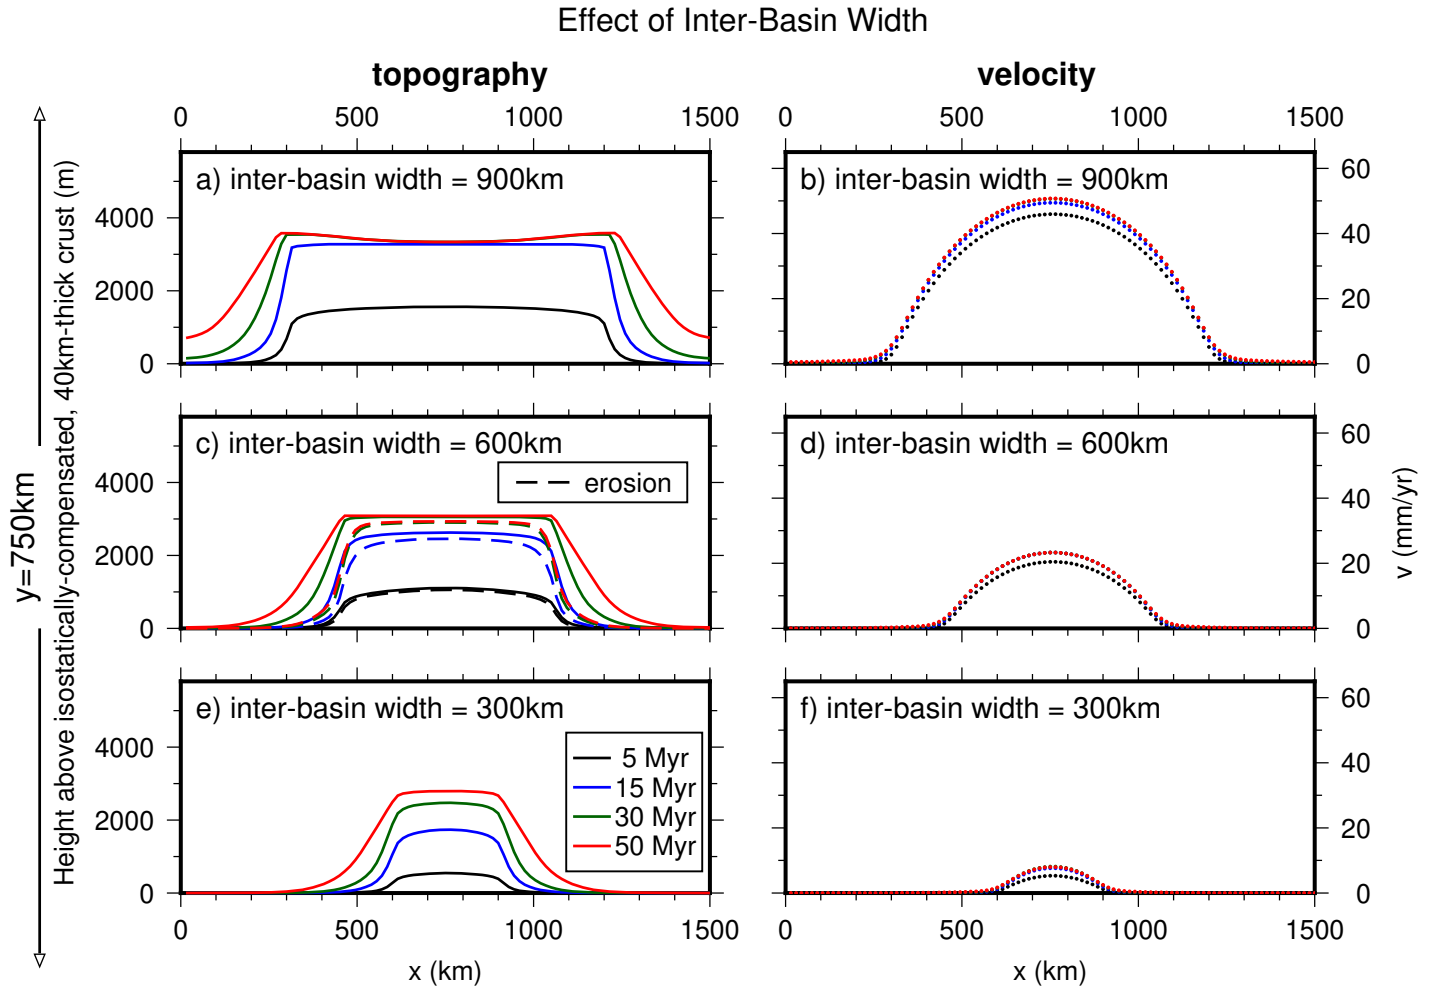 Effect of Inter-Basin Width
topography
velocity
0 500 1000 1500
0 500 1000 1500
y=750km
Height above isostatically-compensated, 40km-thick crust (m)
a) inter-basin width = 900km
4000
2000
0
b) inter-basin width = 900km
60
40
20
0
c) inter-basin width = 600km
erosion
4000
2000
0
d) inter-basin width = 600km
60
40
20
0
v (mm/yr)
e) inter-basin width = 300km
5 Myr
15 Myr
30 Myr
50 Myr
4000
2000
0
f) inter-basin width = 300km
60
40
20
0
0 500 1000 1500
x (km)
0 500 1000 1500
x (km)